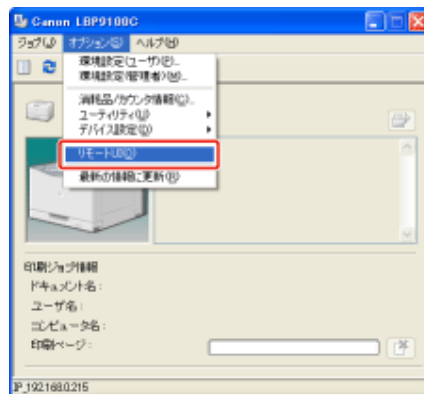 Canon LBP9100C
ジョブ(J) オプション(S) ヘルプ(H)
環境設定(ユーザ)(P)...
環境設定(管理者)(M)...
消耗品/カウンタ情報(C)...
ユーティリティ(U)
デバイス設定(D)
リモートUI(O)
最新の情報に更新(R)
印刷ジョブ情報
ドキュメント名:
ユーザ名:
コンピュータ名:
印刷ページ:
IP_192.168.0.215